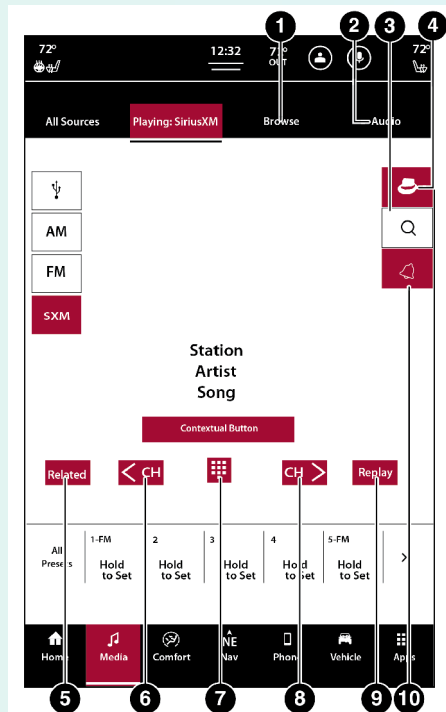 1 2 3 4
72° 12:32 77° 72°
OUT
All Sources Playing: SiriusXM Browse Audio
AM
FM
SXM
Station
Artist
Song
Contextual Button
Related < CH CH > Replay
1-FM 2 3 4 5-FM
All Presets Hold to Set Hold to Set Hold to Set Hold to Set Hold to Set >
NE
Home Media Comfort Nav Phone Vehicle Apps
5 6 7 8 9 10